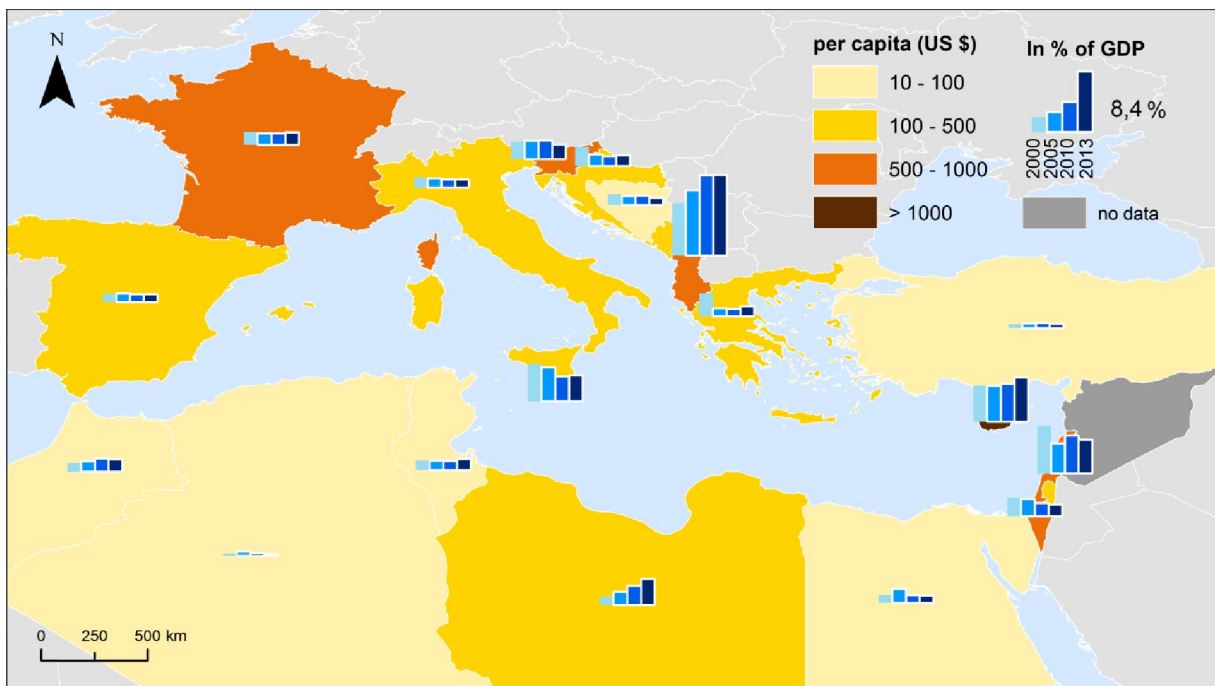 N
per capita (US $)
10 - 100
100 - 500
500 - 1000
> 1000
In % of GDP
8,4 %
2000
2005
2010
2013
no data
0 250 500 km